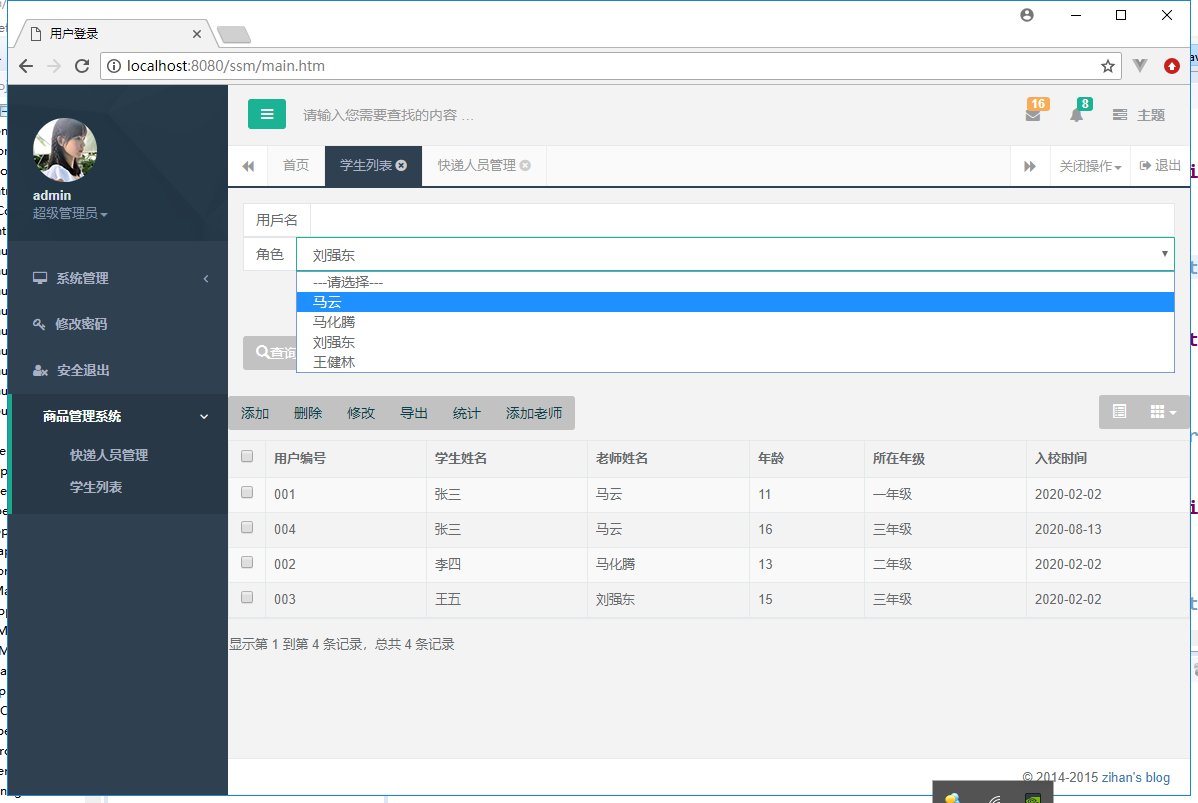 用户登录
localhost:8080/ssm/main.htm
admin
超级管理员
请输入您需要查找的内容 …
16
8
主题
首页
学生列表
快递人员管理
关闭操作
退出
系统管理
修改密码
安全退出
商品管理系统
快递人员管理
学生列表
用戶名
角色
刘强东
---请选择---
马云
马化腾
刘强东
王健林
查询
添加 删除 修改 导出 统计 添加老师
用户编号 学生姓名 老师姓名 年龄 所在年级 入校时间
001 张三 马云 11 一年级 2020-02-02
004 张三 马云 16 三年级 2020-08-13
002 李四 马化腾 13 二年级 2020-02-02
003 王五 刘强东 15 三年级 2020-02-02
显示第 1 到第 4 条记录，总共 4 条记录
© 2014-2015 zihan's blog